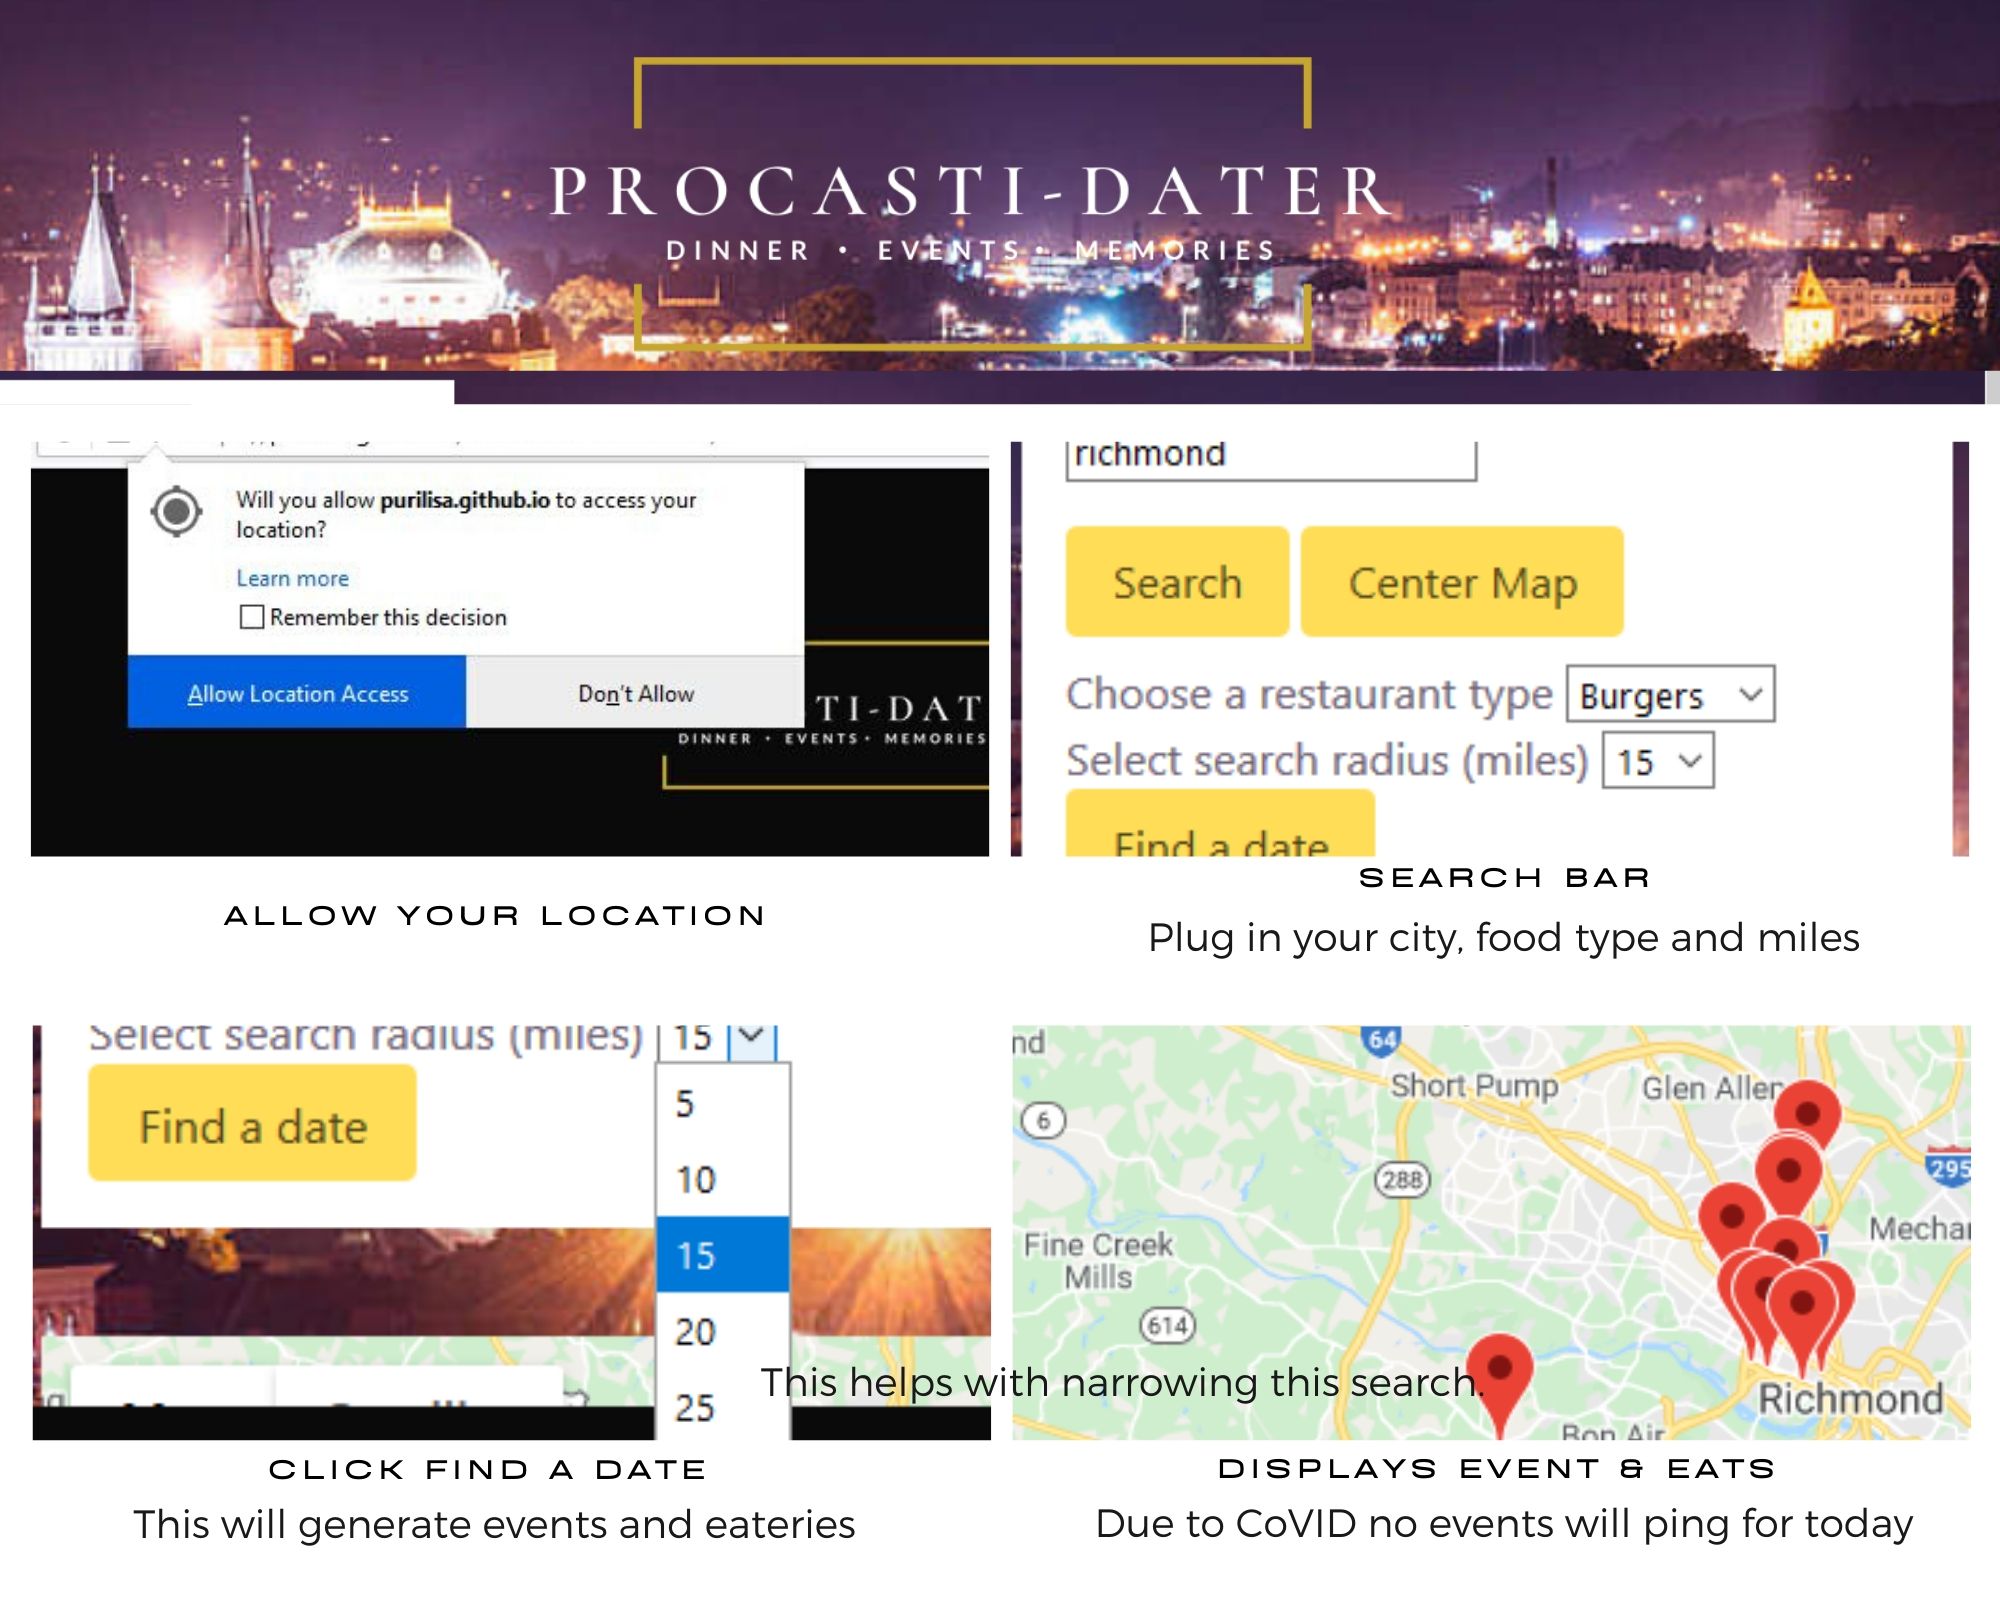 PROCASTI-DATER
DINNER • EVENTS • MEMORIES
Will you allow purilisa.github.io to access your
location?
Learn more
Remember this decision
Allow Location Access
Don't Allow
TI-DAT
DINNER • EVENTS • MEMORIES
ALLOW YOUR LOCATION
richmond
Search
Center Map
Choose a restaurant type Burgers
Select search radius (miles) 15
Find a date
SEARCH BAR
Plug in your city, food type and miles
Select search radius (miles) 15
Find a date
5
10
15
20
25
CLICK FIND A DATE
This will generate events and eateries
nd
64
Short Pump
Glen Allen
6
288
295
Mechan
Fine Creek
Mills
614
This helps with narrowing this search.
Richmond
Bon Air
DISPLAYS EVENT & EATS
Due to CoVID no events will ping for today